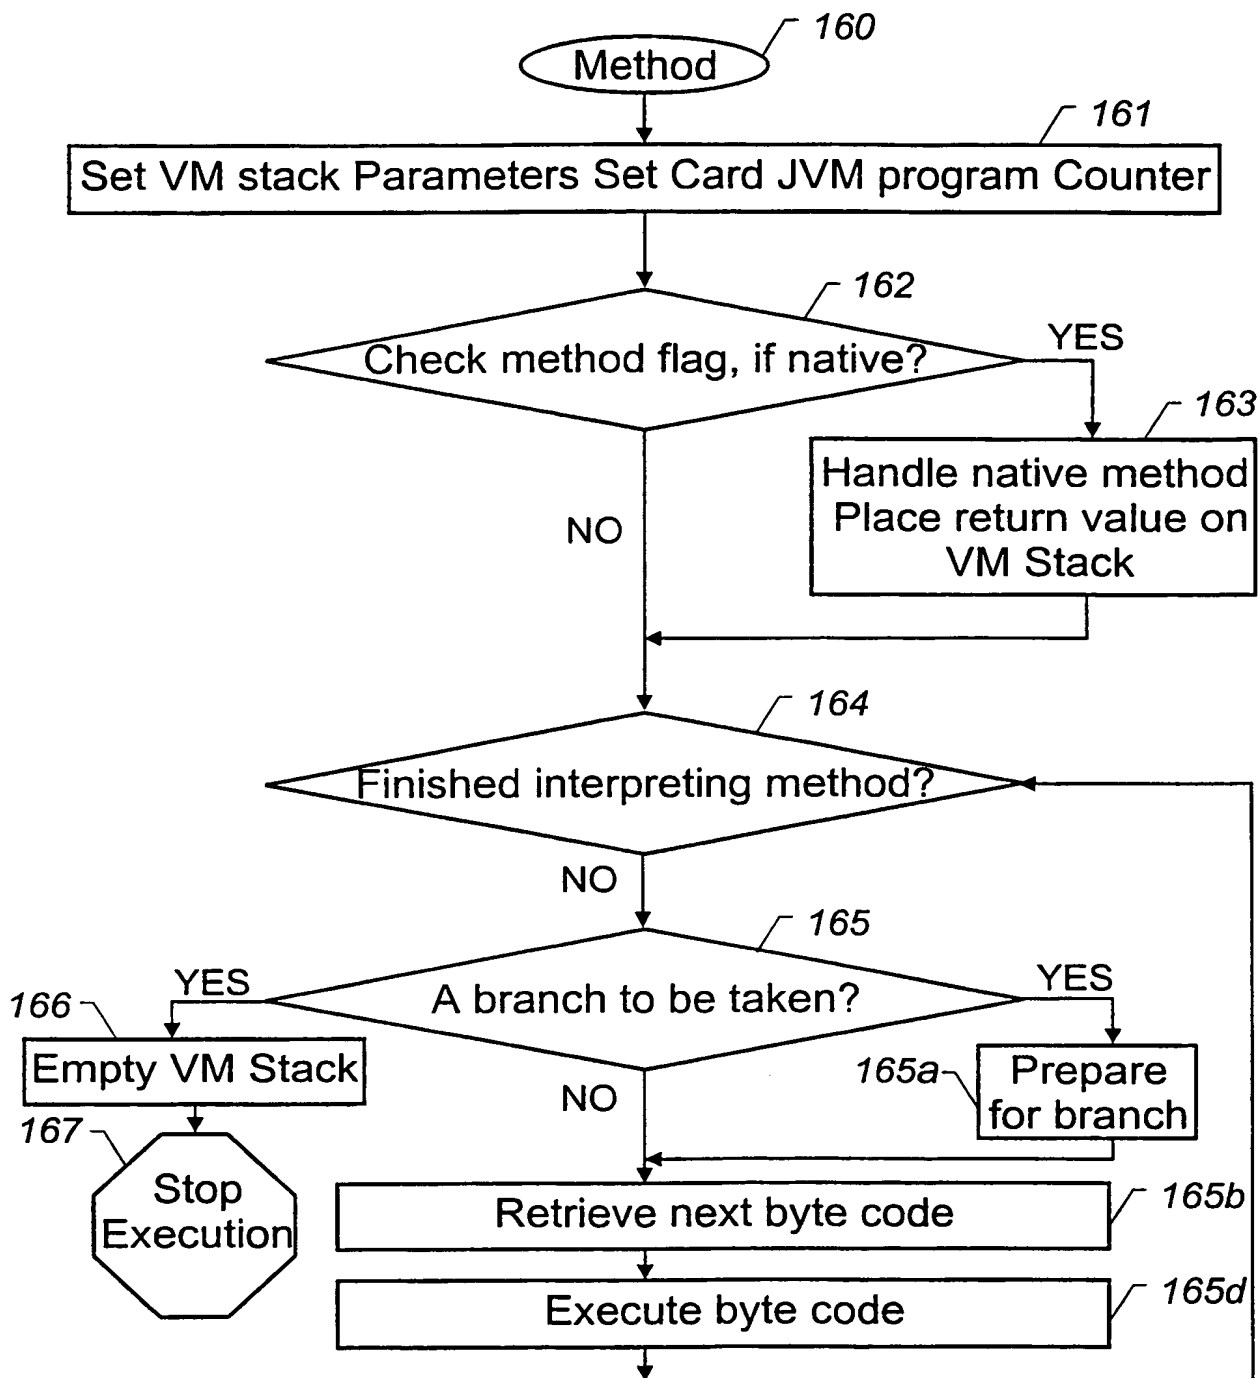 160
Method
161
Set VM stack Parameters Set Card JVM program Counter
162
Check method flag, if native?
YES
163
Handle native method
Place return value on
VM Stack
NO
164
Finished interpreting method?
NO
165
YES
A branch to be taken?
YES
166
Empty VM Stack
165a
Prepare
for branch
NO
167
Stop
Execution
Retrieve next byte code
165b
Execute byte code
165d